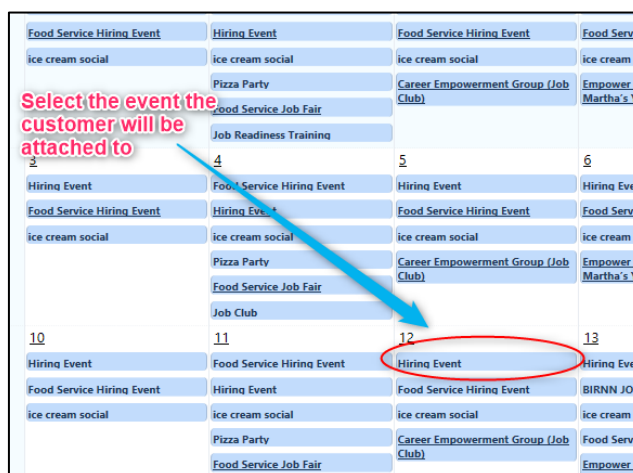 Food Service Hiring Event
Hiring Event
Food Service Hiring Event
Food Serv
ice cream social
ice cream social
ice cream social
ice cream
Pizza Party
Career Empowerment Group (Job
Club)
Empower
Martha's Y
Food Service Job Fair
Job Readiness Training
Select the event the
customer will be
attached to
3
4
5
6
Hiring Event
Food Service Hiring Event
Hiring Event
Hiring Eve
Food Service Hiring Event
Hiring Event
Food Service Hiring Event
Food Serv
ice cream social
ice cream social
ice cream social
ice cream
Pizza Party
Career Empowerment Group (Job
Club)
Empower
Martha's Y
Food Service Job Fair
Job Club
10
11
12
13
Hiring Event
Food Service Hiring Event
Hiring Event
Hiring Eve
Food Service Hiring Event
Hiring Event
Food Service Hiring Event
BIRNN JO
ice cream social
ice cream social
ice cream social
ice cream
Pizza Party
Career Empowerment Group (Job
Club)
Food Serv
Food Service Job Fair
Empower